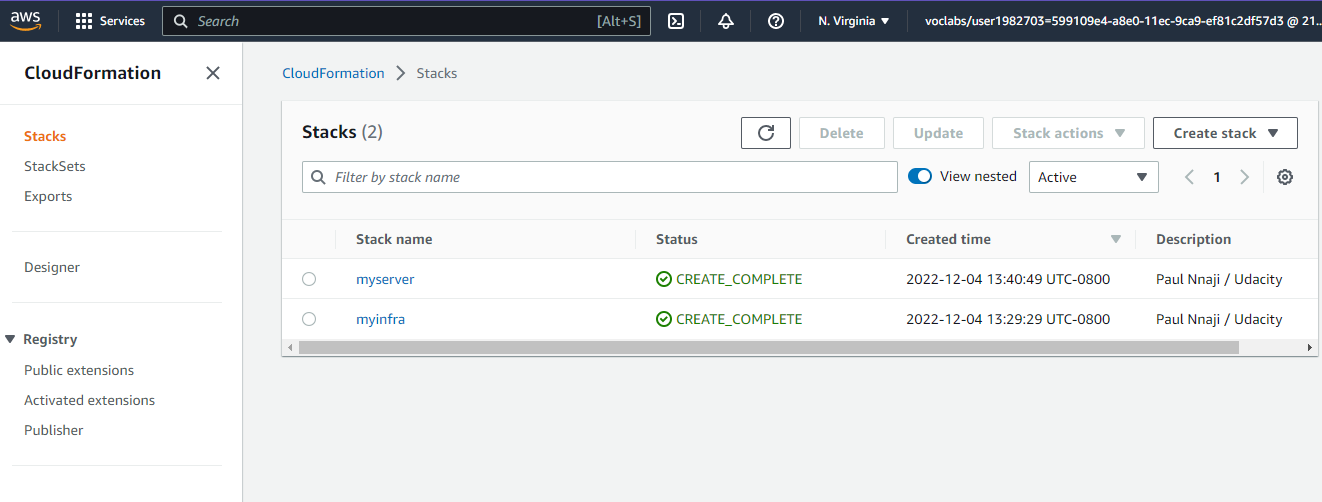 aws Services Search [Alt+S] N. Virginia voclabs/user1982703=599109e4-a8e0-11ec-9ca9-ef81c2df57d3 @ 21...
CloudFormation
CloudFormation Stacks
Stacks (2) Delete Update Stack actions Create stack
Stacks
StackSets
Exports
Filter by stack name View nested Active 1
Stack name Status Created time Description
Designer
myserver CREATE_COMPLETE 2022-12-04 13:40:49 UTC-0800 Paul Nnaji / Udacity
myinfra CREATE_COMPLETE 2022-12-04 13:29:29 UTC-0800 Paul Nnaji / Udacity
Registry
Public extensions
Activated extensions
Publisher